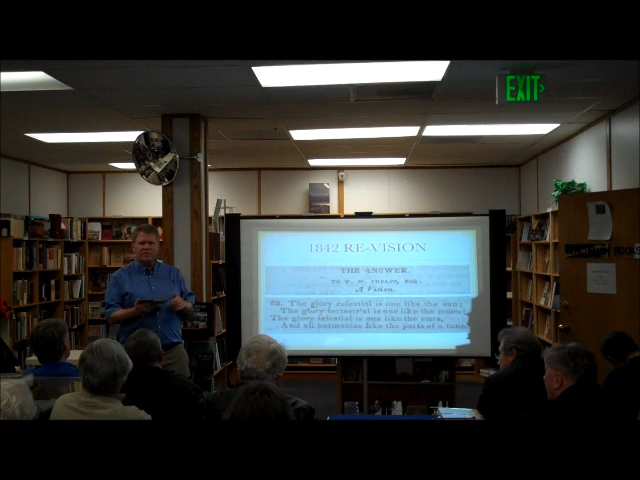 EXIT
1842 RE-VISION
THE ANSWER.
TO W. W. PHELPS, ESQ.
A Vision.
The glory celestial is one like the sun;
The glory terrestr'al is one like the moon;
The glory telestial is one like the stars,
And all harmonize like the parts of a tune.